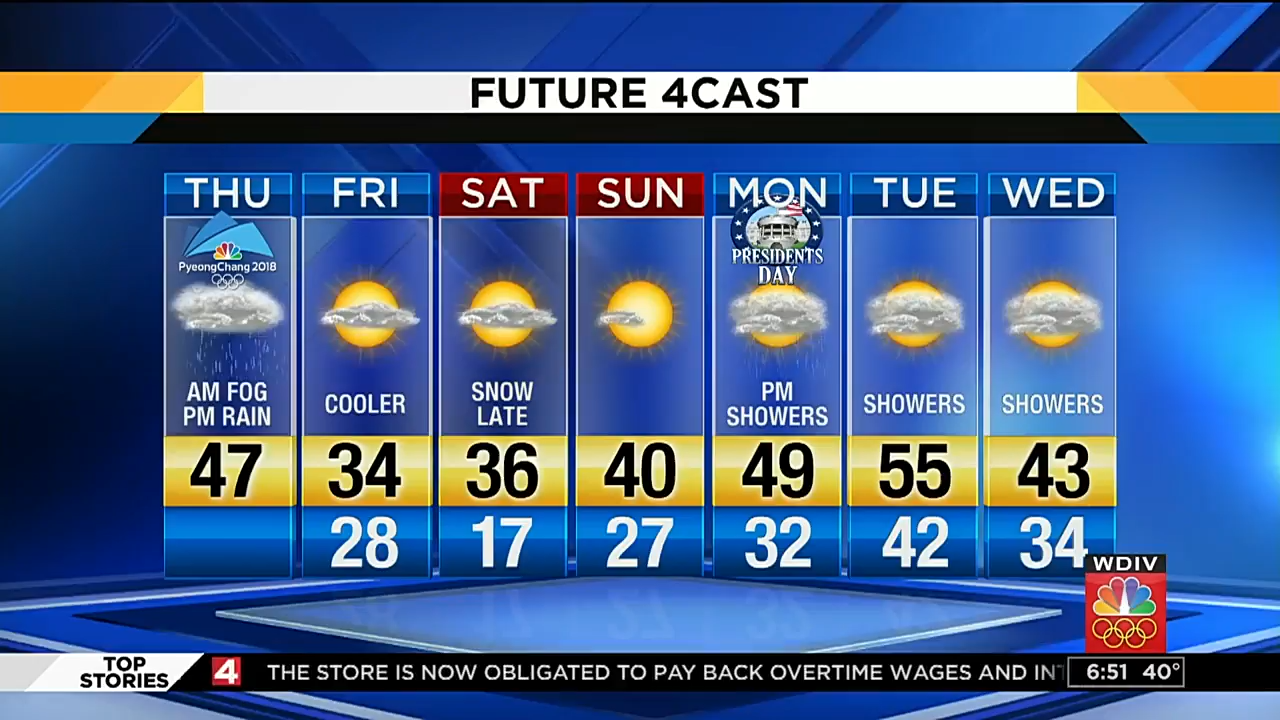 FUTURE 4CAST
THU FRI SAT SUN MON TUE WED
PyeongChang 2018
PRESIDENTS
DAY
AM FOG
PM RAIN
COOLER
SNOW
LATE
PM
SHOWERS
SHOWERS
SHOWERS
47 34 36 40 49 55 43
28 17 27 32 42 34
WDIV
TOP
STORIES
4 THE STORE IS NOW OBLIGATED TO PAY BACK OVERTIME WAGES AND INT
6:51 40°